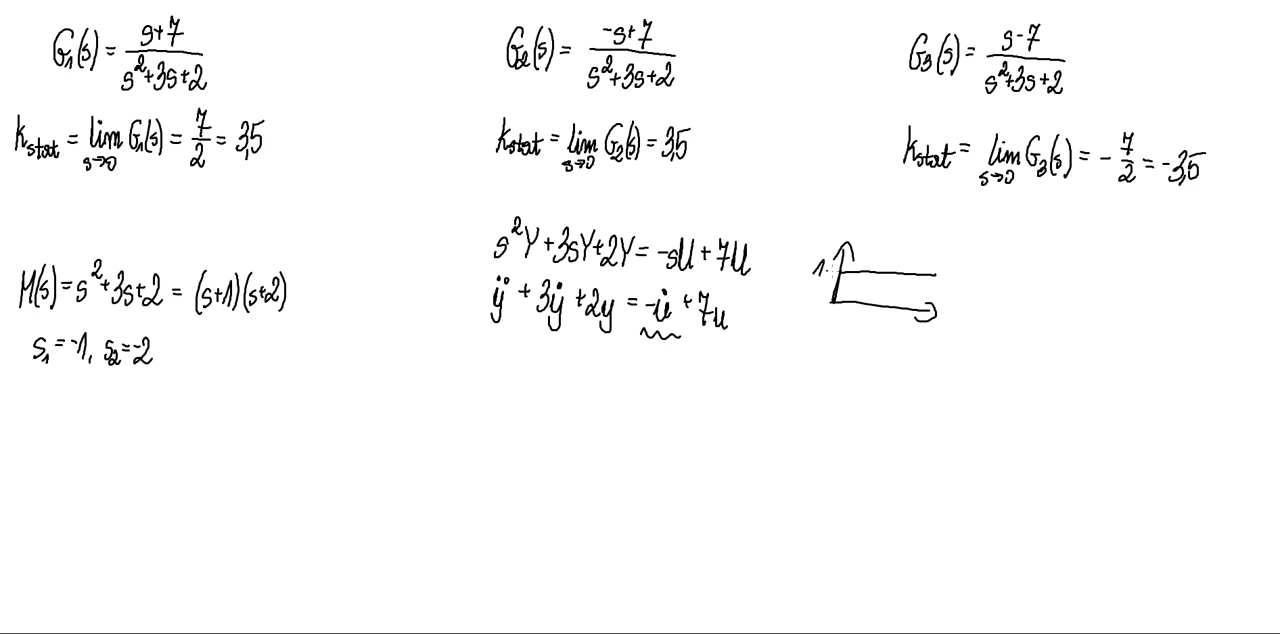 G₁(s) = (s+7)/(s²+3s+2)
k_stat = lim_{s→0} G₁(s) = 7/2 = 3,5
M(s) = s²+3s+2 = (s+1)(s+2)
s₁ = -1, s₂ = -2
G₂(s) = (-s+7)/(s²+3s+2)
k_stat = lim_{s→0} G₂(s) = 3,5
s²Y + 3sY + 2Y = -sU + 7U
ÿ + 3ẏ + 2y = -u̇ + 7u
G₃(s) = (s-7)/(s²+3s+2)
k_stat = lim_{s→0} G₃(s) = -7/2 = -3,5
1